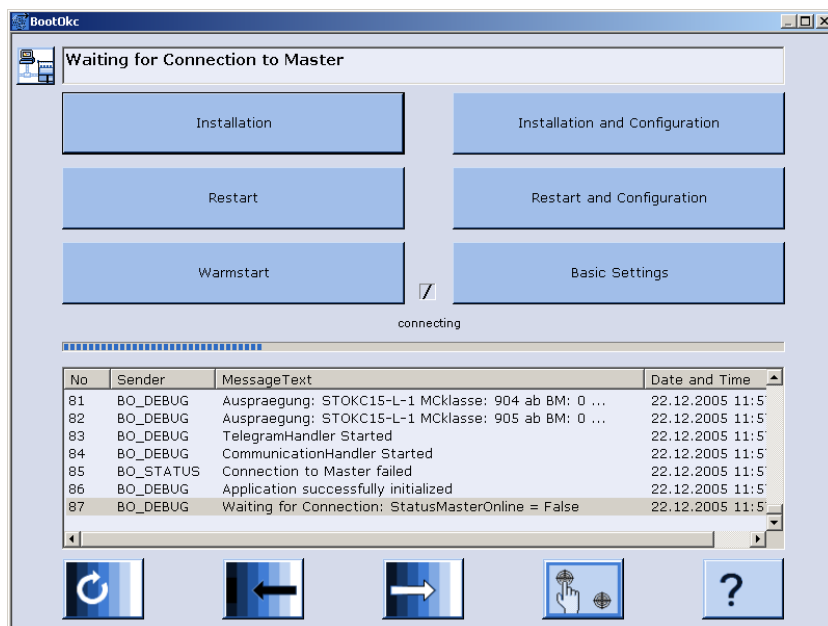 BootOkc
Waiting for Connection to Master
Installation
Installation and Configuration
Restart
Restart and Configuration
Warmstart
Basic Settings
connecting
No Sender MessageText Date and Time
81 BO_DEBUG Auspraegung: STOKC15-L-1 MCklasse: 904 ab BM: 0 ... 22.12.2005 11:5
82 BO_DEBUG Auspraegung: STOKC15-L-1 MCklasse: 905 ab BM: 0 ... 22.12.2005 11:5
83 BO_DEBUG TelegramHandler Started 22.12.2005 11:5
84 BO_DEBUG CommunicationHandler Started 22.12.2005 11:5
85 BO_STATUS Connection to Master failed 22.12.2005 11:5
86 BO_DEBUG Application successfully initialized 22.12.2005 11:5
87 BO_DEBUG Waiting for Connection: StatusMasterOnline = False 22.12.2005 11:5
?